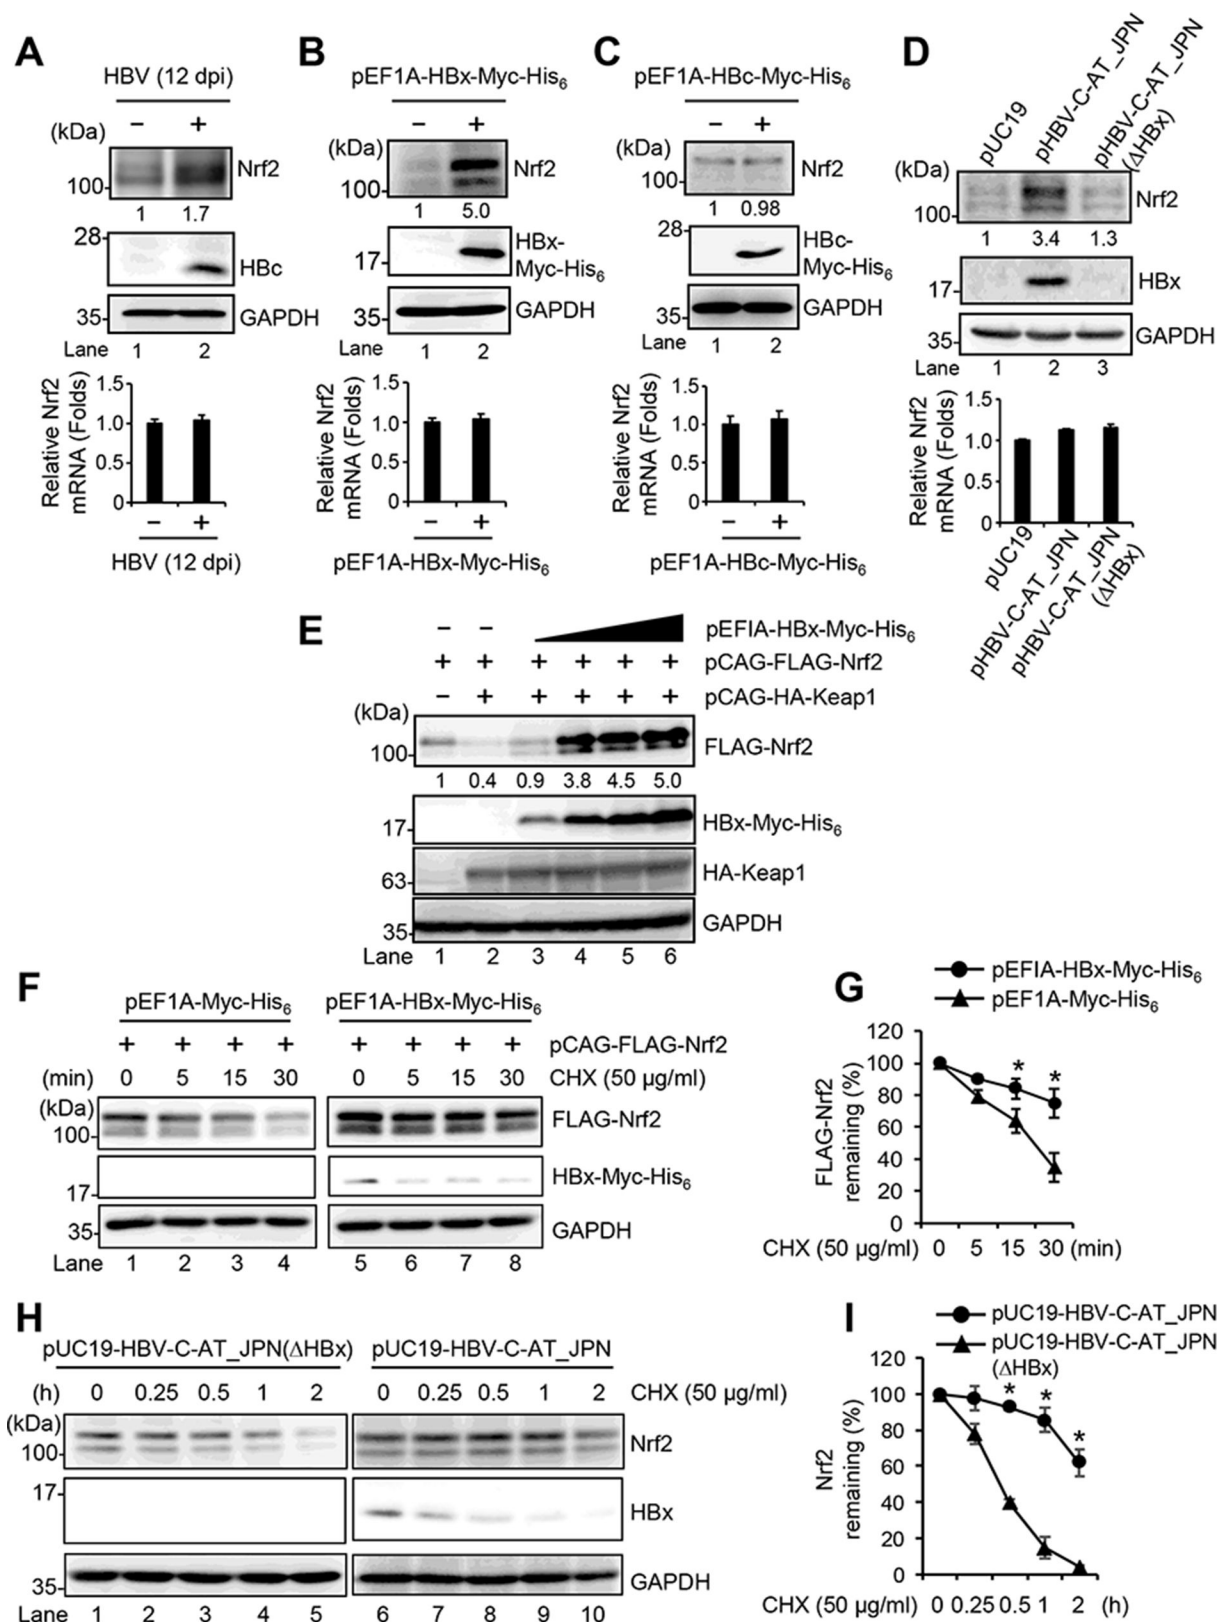 A
HBV (12 dpi)
− +
(kDa)
Nrf2
100-
1 1.7
28-
HBc
GAPDH
35-
Lane 1 2
Relative Nrf2
mRNA (Folds)
1.5
1.0
0.5
0
− +
HBV (12 dpi)
B
pEF1A-HBx-Myc-His6
− +
(kDa)
Nrf2
100-
1 5.0
HBx-
Myc-His6
17-
GAPDH
35-
Lane 1 2
Relative Nrf2
mRNA (Folds)
1.5
1.0
0.5
0
− +
pEF1A-HBx-Myc-His6
C
pEF1A-HBc-Myc-His6
− +
(kDa)
Nrf2
100-
1 0.98
28-
HBc-
Myc-His6
GAPDH
35-
Lane 1 2
Relative Nrf2
mRNA (Folds)
1.5
1.0
0.5
0
− +
pEF1A-HBc-Myc-His6
D
pUC19
pHBV-C-AT_JPN
pHBV-C-AT_JPN
(ΔHBx)
(kDa)
Nrf2
100-
1 3.4 1.3
HBx
17-
GAPDH
35-
Lane 1 2 3
Relative Nrf2
mRNA (Folds)
1.5
1.0
0.5
0
pUC19
pHBV-C-AT_JPN
pHBV-C-AT_JPN
(ΔHBx)
E
− − pEFIA-HBx-Myc-His6
+ + + + + + pCAG-FLAG-Nrf2
− + + + + + pCAG-HA-Keap1
(kDa)
100- FLAG-Nrf2
1 0.4 0.9 3.8 4.5 5.0
17- HBx-Myc-His6
63- HA-Keap1
35- GAPDH
Lane 1 2 3 4 5 6
F
pEF1A-Myc-His6 pEF1A-HBx-Myc-His6
+ + + + + + + + pCAG-FLAG-Nrf2
(min) 0 5 15 30 0 5 15 30 CHX (50 µg/ml)
(kDa)
100- FLAG-Nrf2
17- HBx-Myc-His6
35- GAPDH
Lane 1 2 3 4 5 6 7 8
G
pEFIA-HBx-Myc-His6
pEF1A-Myc-His6
FLAG-Nrf2
remaining (%)
120
100
80
60
40
20
0
* *
CHX (50 µg/ml) 0 5 15 30 (min)
H
pUC19-HBV-C-AT_JPN(ΔHBx) pUC19-HBV-C-AT_JPN
(h) 0 0.25 0.5 1 2 0 0.25 0.5 1 2 CHX (50 µg/ml)
(kDa)
100- Nrf2
17-
HBx
35- GAPDH
Lane 1 2 3 4 5 6 7 8 9 10
I
pUC19-HBV-C-AT_JPN
pUC19-HBV-C-AT_JPN
(ΔHBx)
Nrf2
remaining (%)
120
100
80
60
40
20
0
* * *
CHX (50 µg/ml) 0 0.25 0.5 1 2 (h)